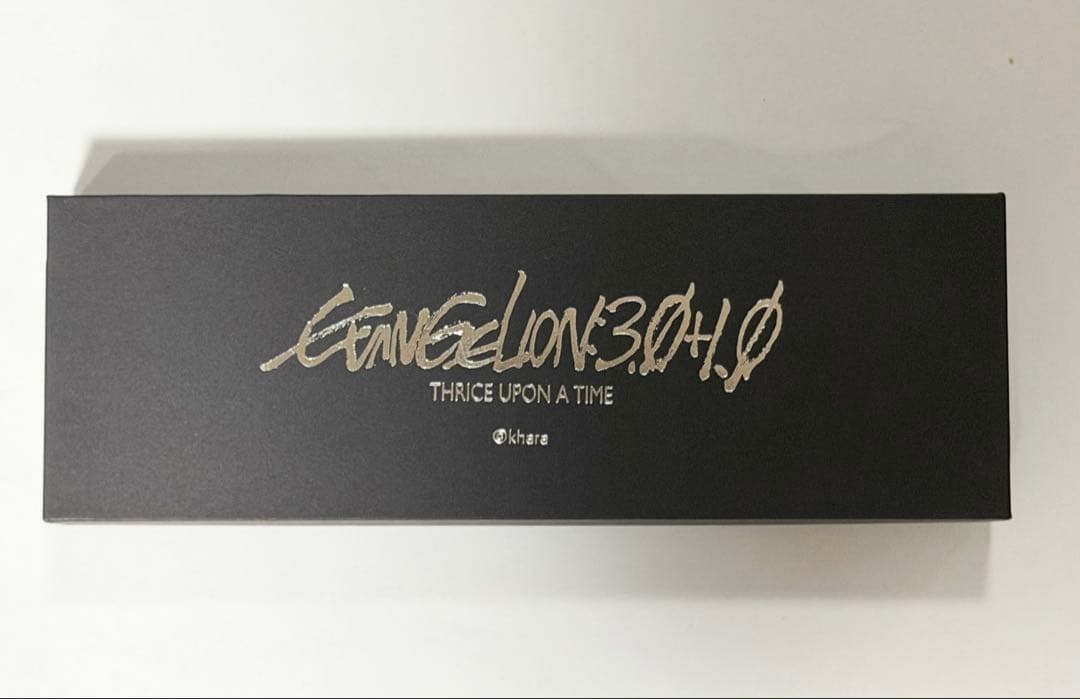 EVANGELION:3.0+1.0
THRICE UPON A TIME
khara